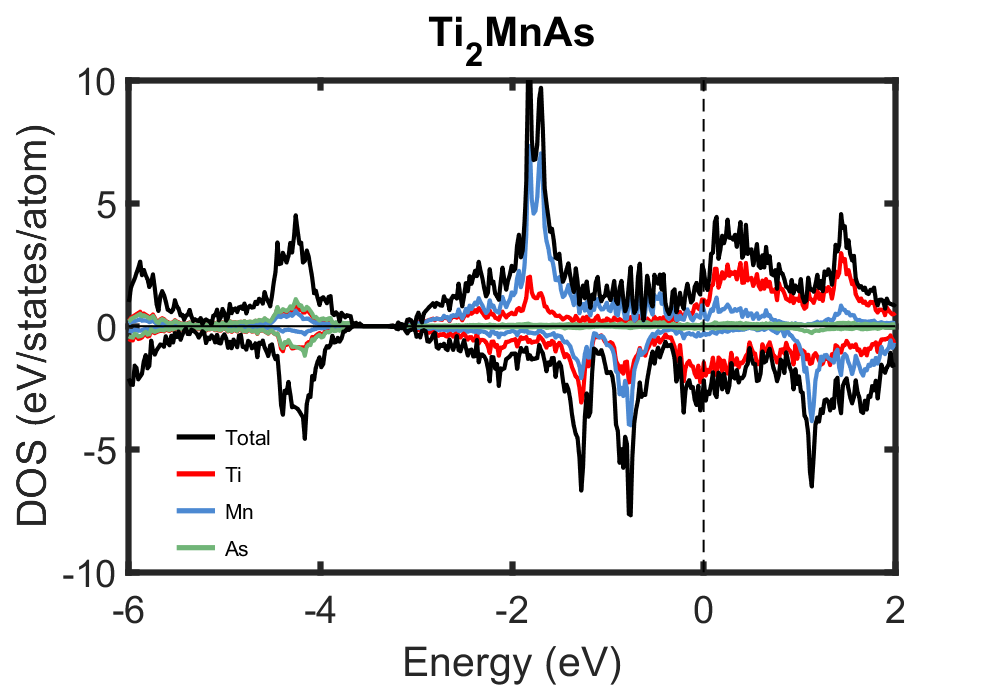 Ti₂MnAs
DOS (eV/states/atom)
10
5
0
-5
-10
Total
Ti
Mn
As
-6 -4 -2 0 2
Energy (eV)